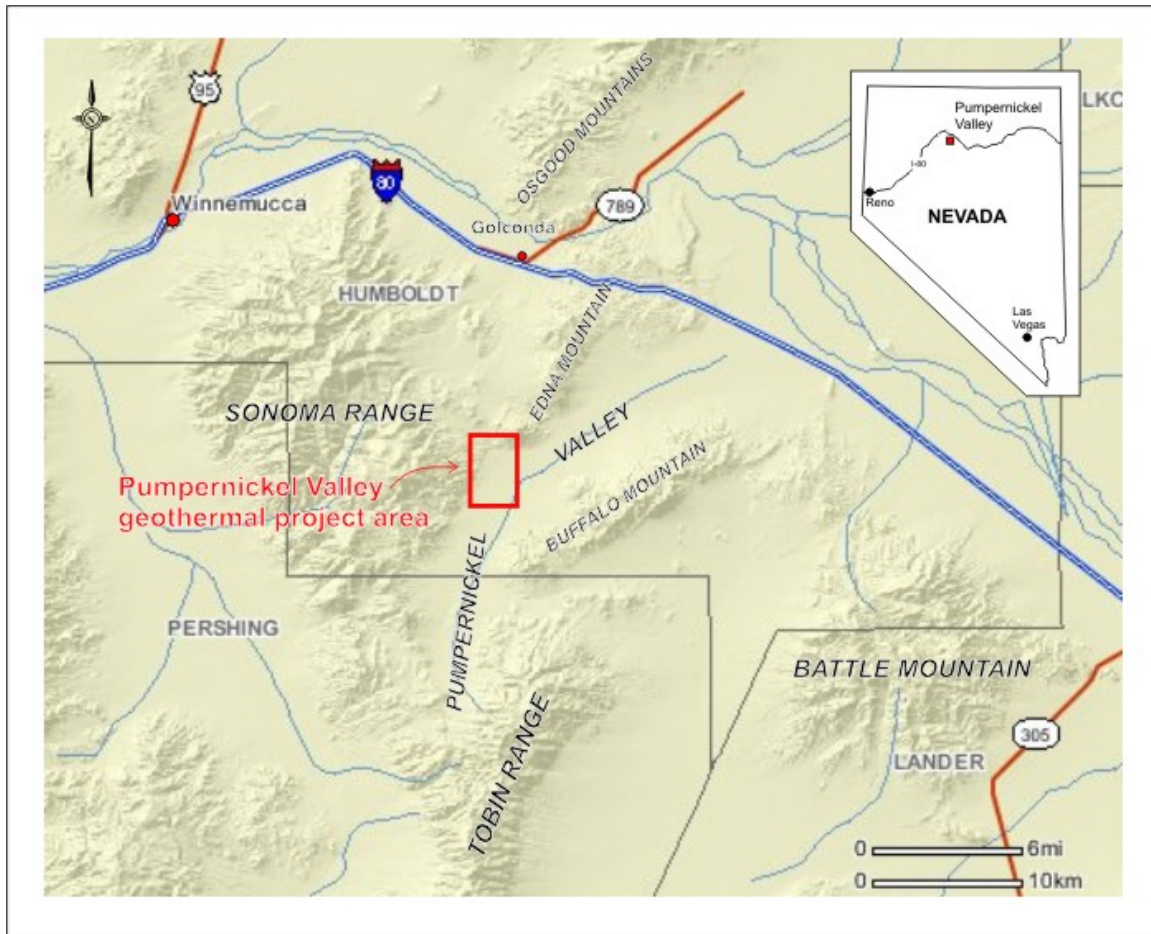 95
OSGOOD MOUNTAINS
LKO
Pumpernickel
Valley
I-80
Reno
NEVADA
Las
Vegas
80
Winnemucca
789
Golconda
HUMBOLDT
EDNA MOUNTAIN
SONOMA RANGE
VALLEY
Pumpernickel Valley
geothermal project area
BUFFALO MOUNTAIN
PUMPERNICKEL
PERSHING
BATTLE MOUNTAIN
TOBIN RANGE
305
LANDER
0 6mi
0 10km